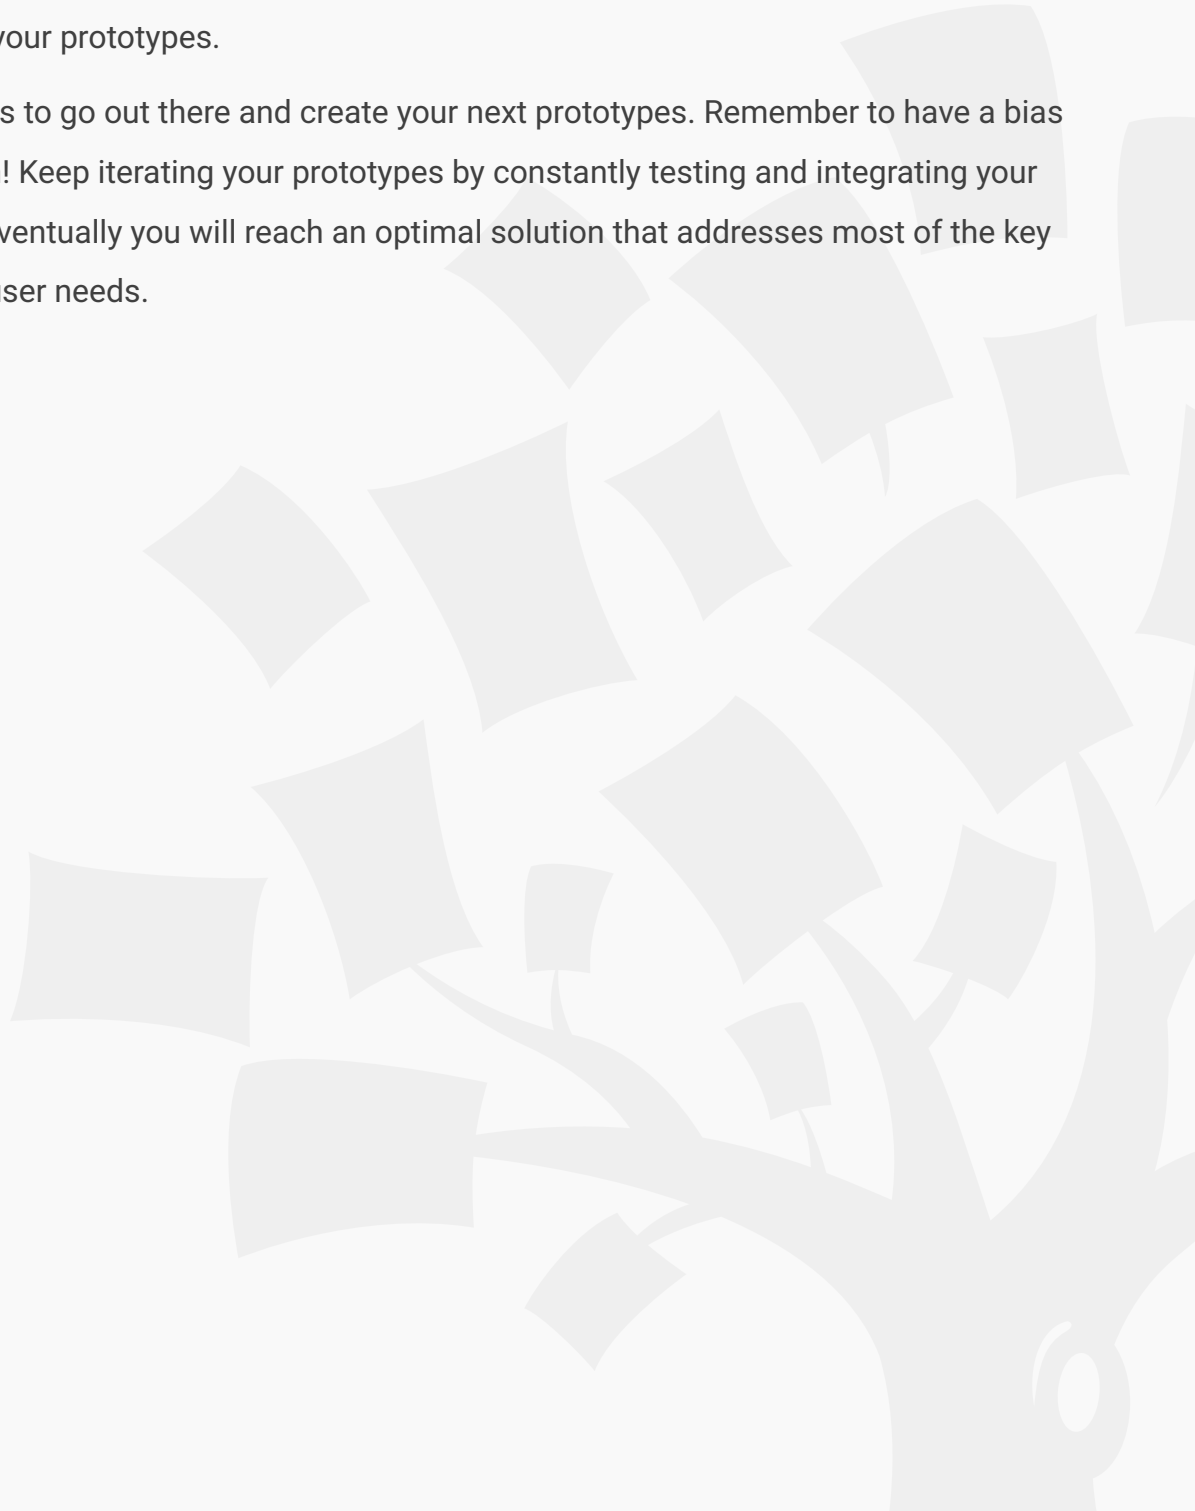 your prototypes.
s to go out there and create your next prototypes. Remember to have a bias
! Keep iterating your prototypes by constantly testing and integrating your
ventually you will reach an optimal solution that addresses most of the key
ser needs.